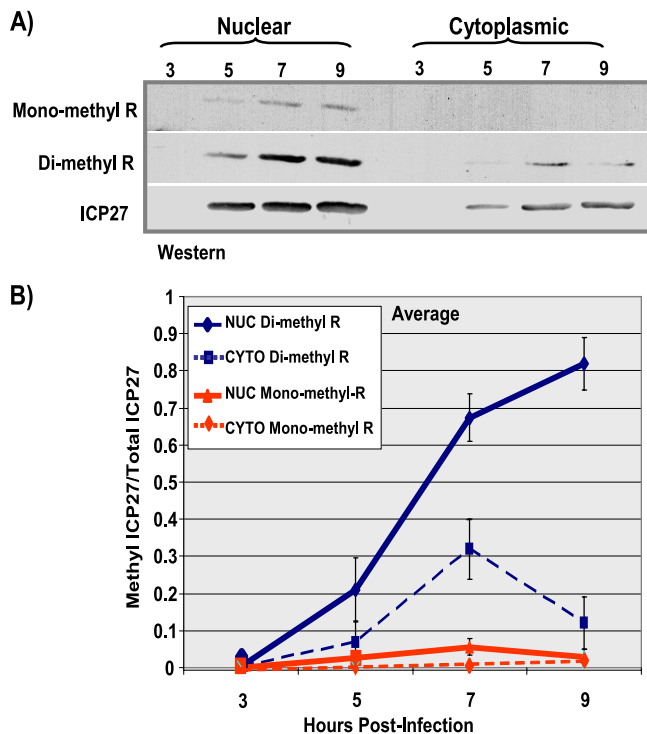 A)
Nuclear Cytoplasmic
3 5 7 9 3 5 7 9
Mono-methyl R
Di-methyl R
ICP27
Western
B)
Average
NUC Di-methyl R
CYTO Di-methyl R
NUC Mono-methyl-R
CYTO Mono-methyl R
Methyl ICP27/Total ICP27
1
0.9
0.8
0.7
0.6
0.5
0.4
0.3
0.2
0.1
0
3 5 7 9
Hours Post-Infection